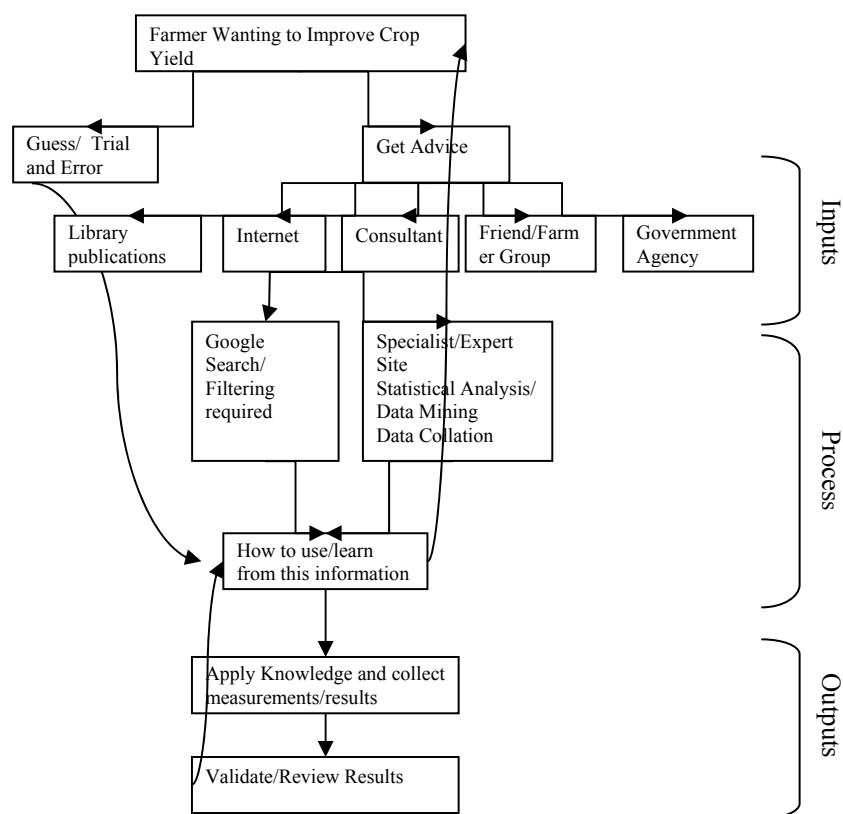 Farmer Wanting to Improve Crop
Yield
Guess/ Trial
and Error
Get Advice
Library
publications
Internet
Consultant
Friend/Farm
er Group
Government
Agency
Inputs
Google
Search/
Filtering
required
Specialist/Expert
Site
Statistical Analysis/
Data Mining
Data Collation
Process
How to use/learn
from this information
Apply Knowledge and collect
measurements/results
Validate/Review Results
Outputs